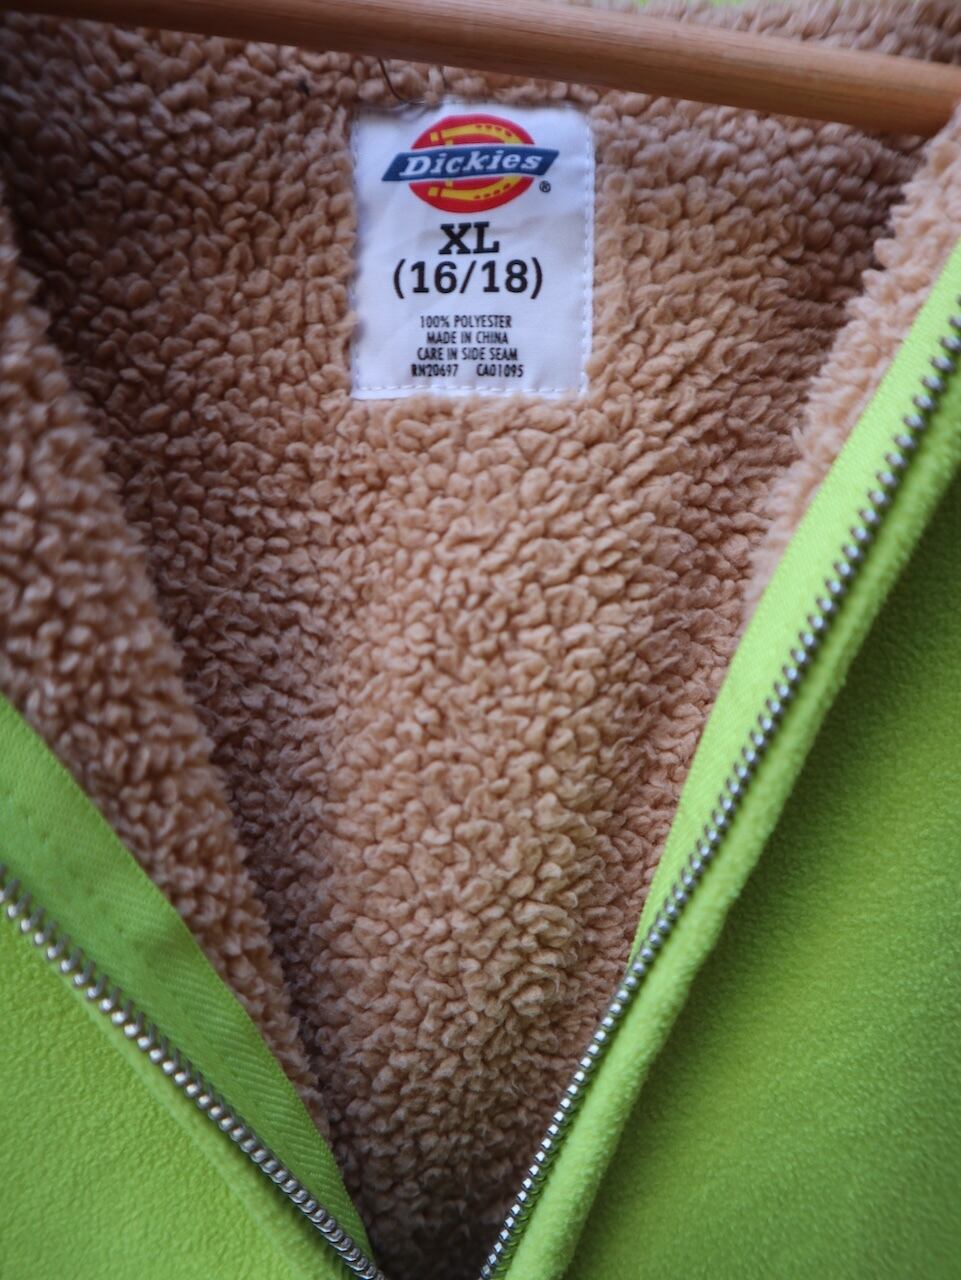 Dickies
®
XL
(16/18)
100% POLYESTER
MADE IN CHINA
CARE IN SIDE SEAM
RN20697 CA01095